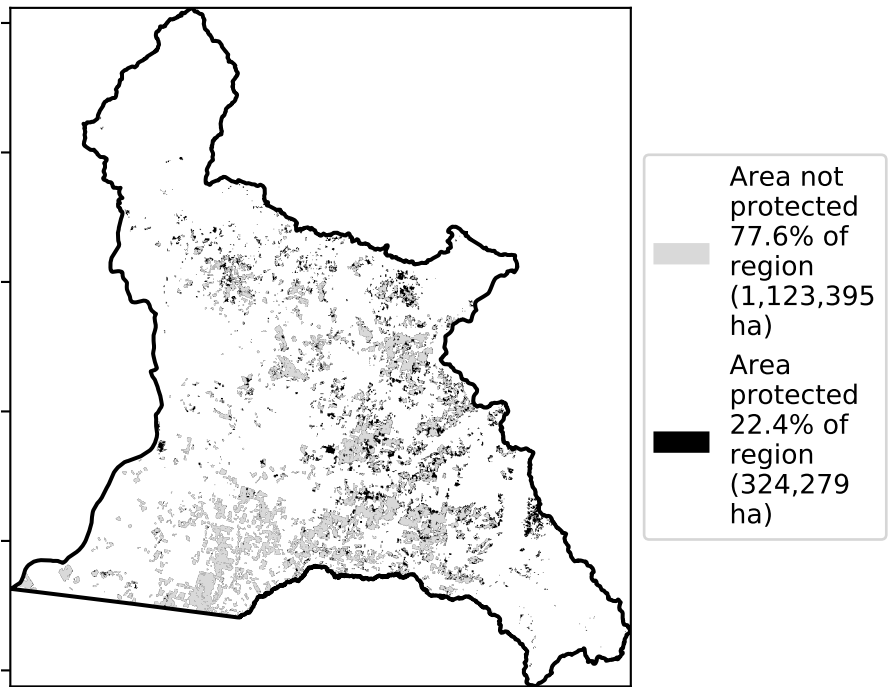 Area not
protected
77.6% of
region
(1,123,395
ha)
Area
protected
22.4% of
region
(324,279
ha)